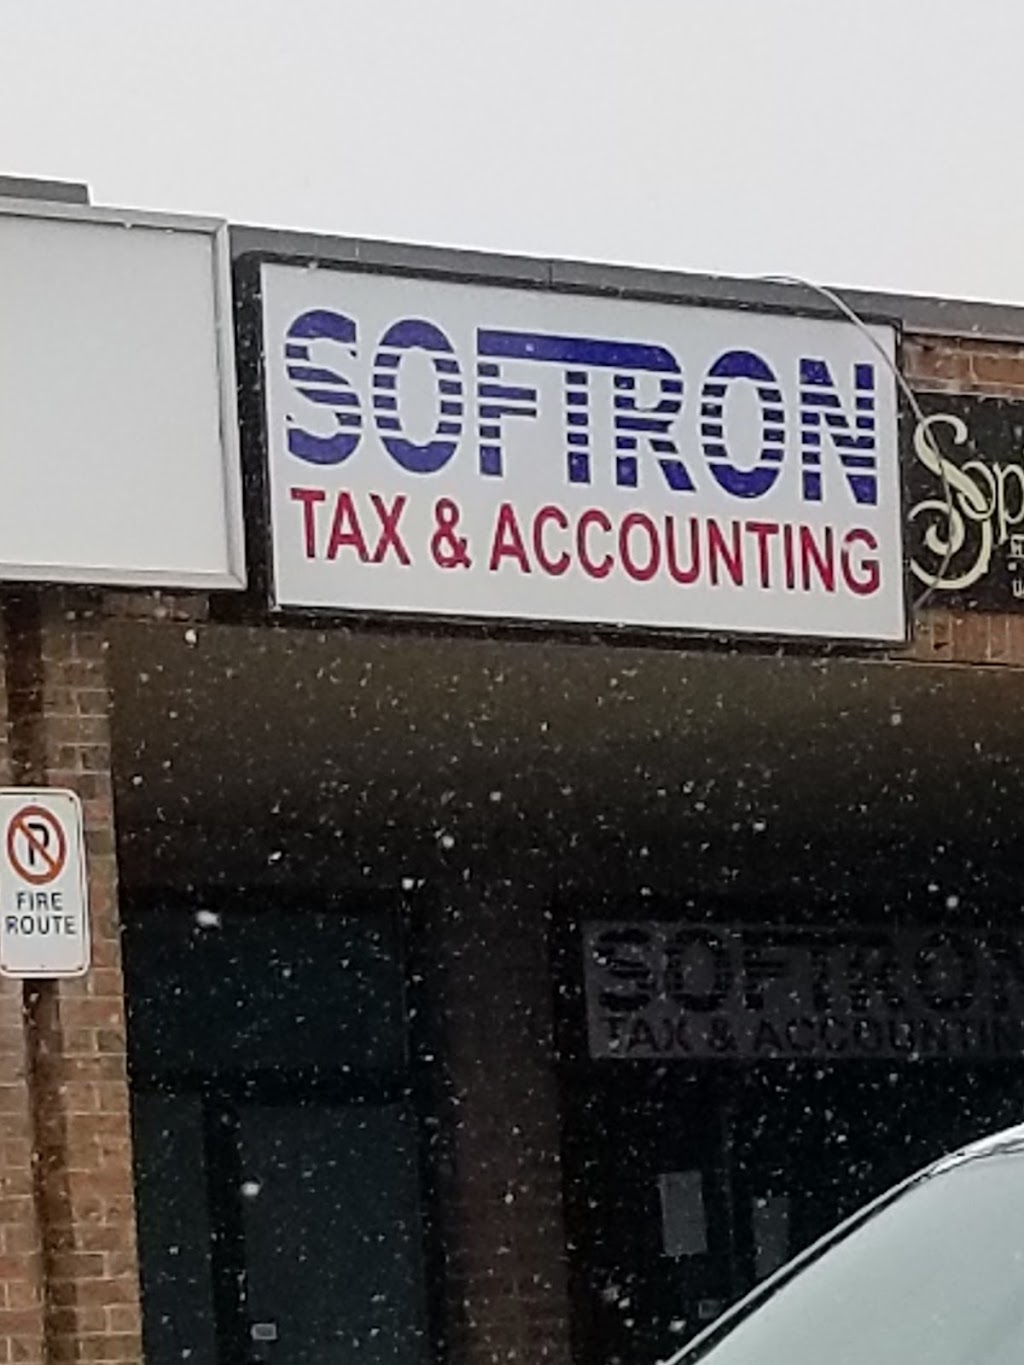 SOFTRON
TAX & ACCOUNTING
P
FIRE
ROUTE
SOFTRON
TAX & ACCOUNTIN